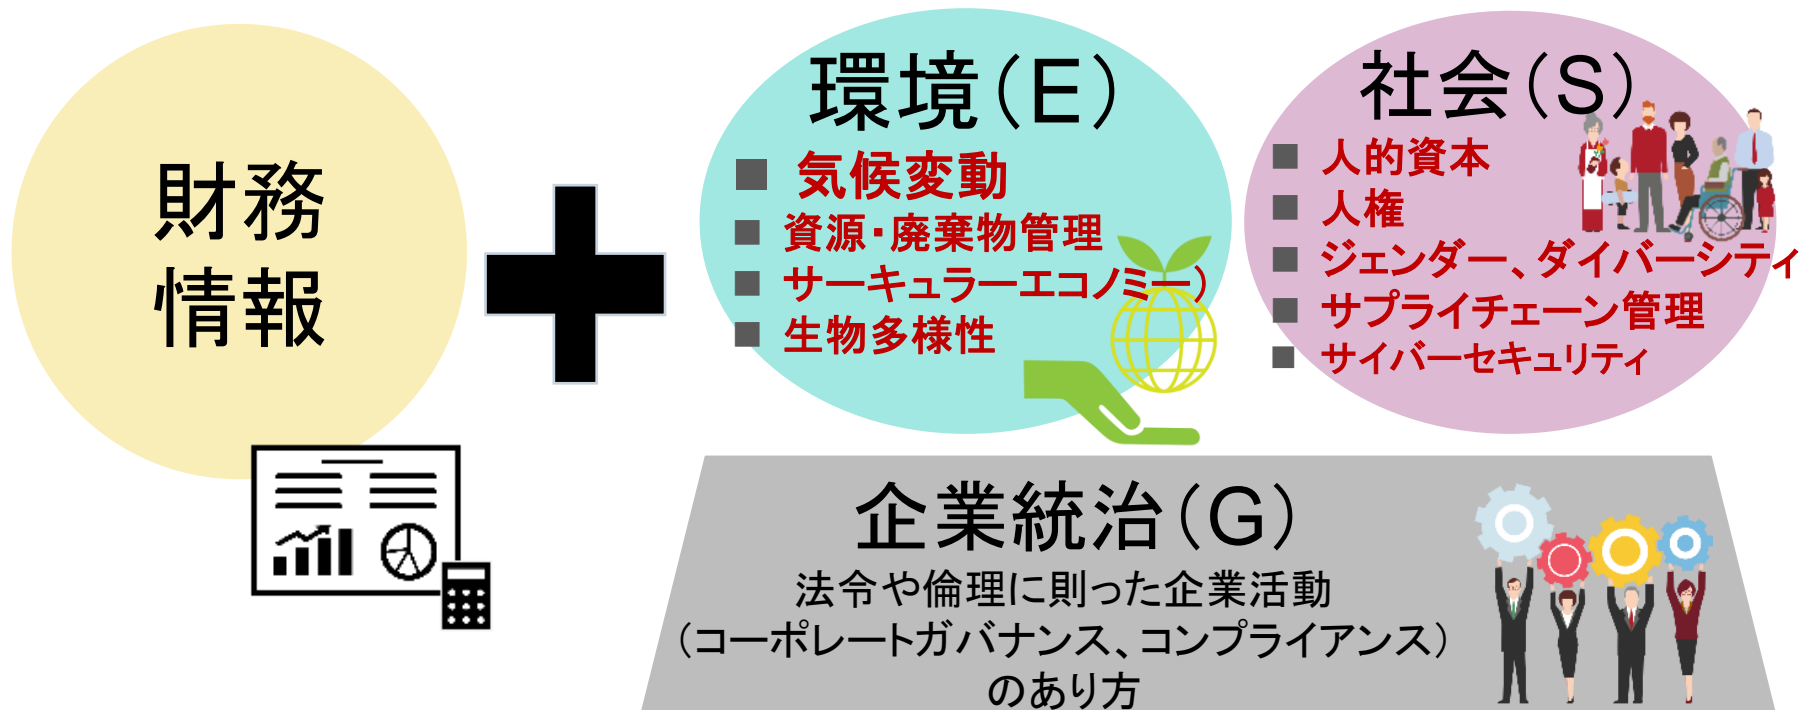 財務
情報
環境（E）
■ 気候変動
■ 資源・廃棄物管理
■ サーキュラーエコノミー）
■ 生物多様性
社会（S）
■ 人的資本
■ 人権
■ ジェンダー、ダイバーシティ
■ サプライチェーン管理
■ サイバーセキュリティ
企業統治（G）
法令や倫理に則った企業活動
（コーポレートガバナンス、コンプライアンス）
のあり方